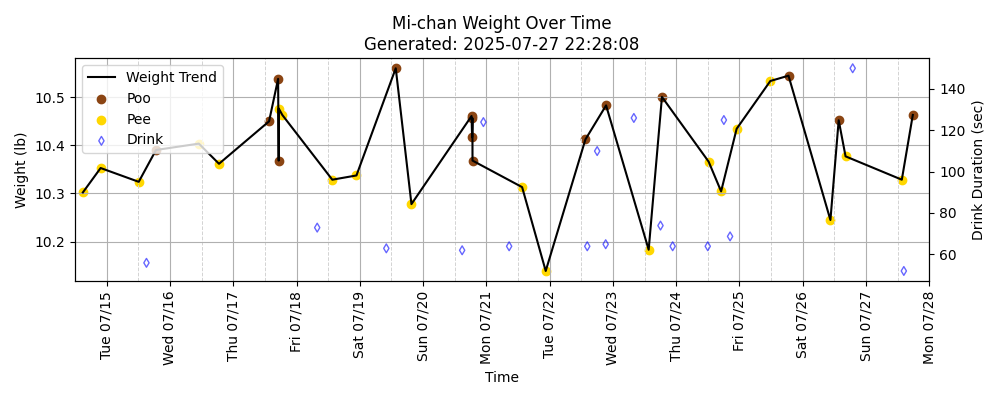 Mi-chan Weight Over Time
Generated: 2025-07-27 22:28:08
Weight Trend
Poo
Pee
Drink
Weight (lb)
10.5
10.4
10.3
10.2
Drink Duration (sec)
140
120
100
80
60
Tue 07/15
Wed 07/16
Thu 07/17
Fri 07/18
Sat 07/19
Sun 07/20
Mon 07/21
Tue 07/22
Wed 07/23
Thu 07/24
Fri 07/25
Sat 07/26
Sun 07/27
Mon 07/28
Time